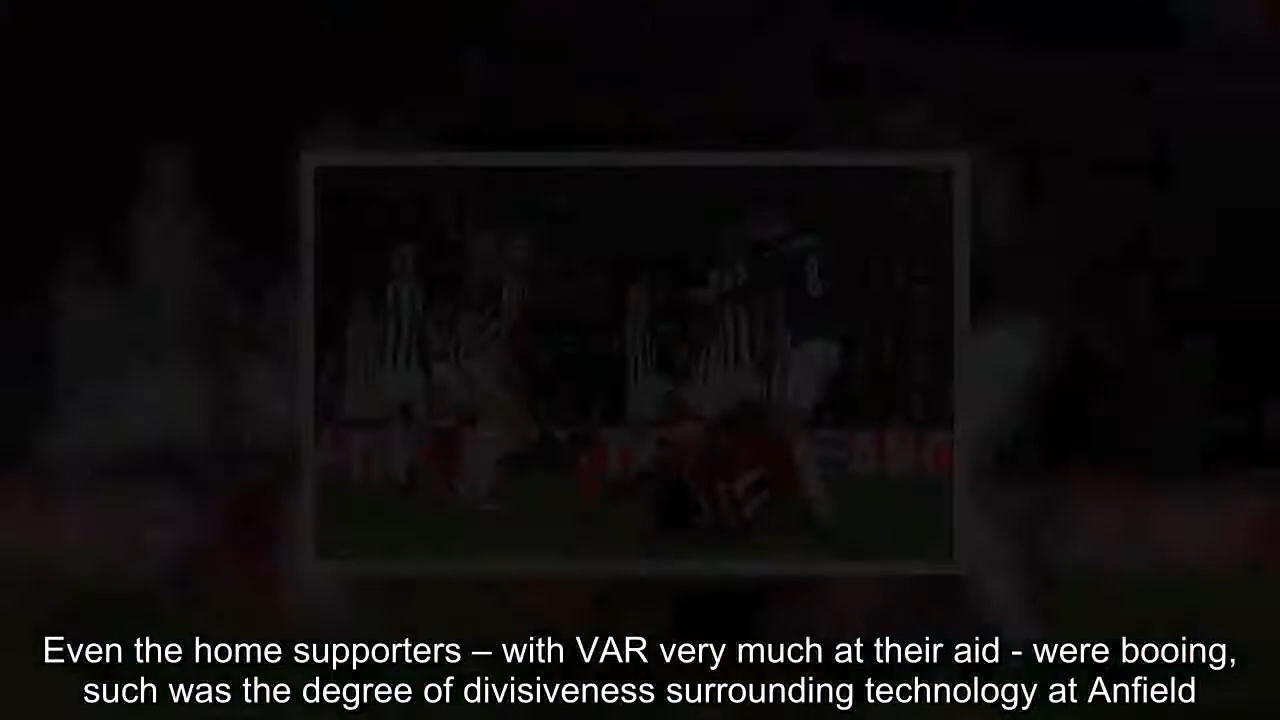 Even the home supporters – with VAR very much at their aid - were booing,
such was the degree of divisiveness surrounding technology at Anfield